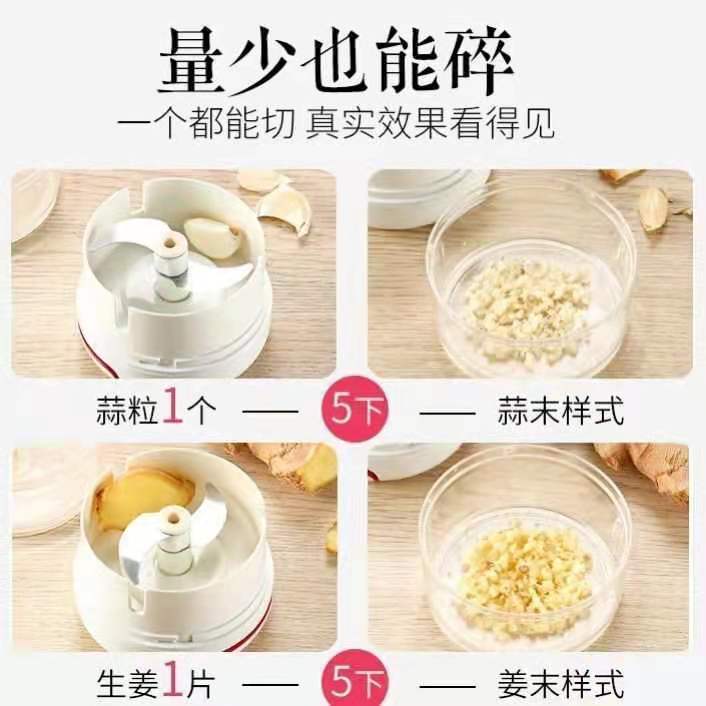 量少也能碎
一个都能切 真实效果看得见
蒜粒1个 — 5下 — 蒜末样式
生姜1片 — 5下 — 姜末样式